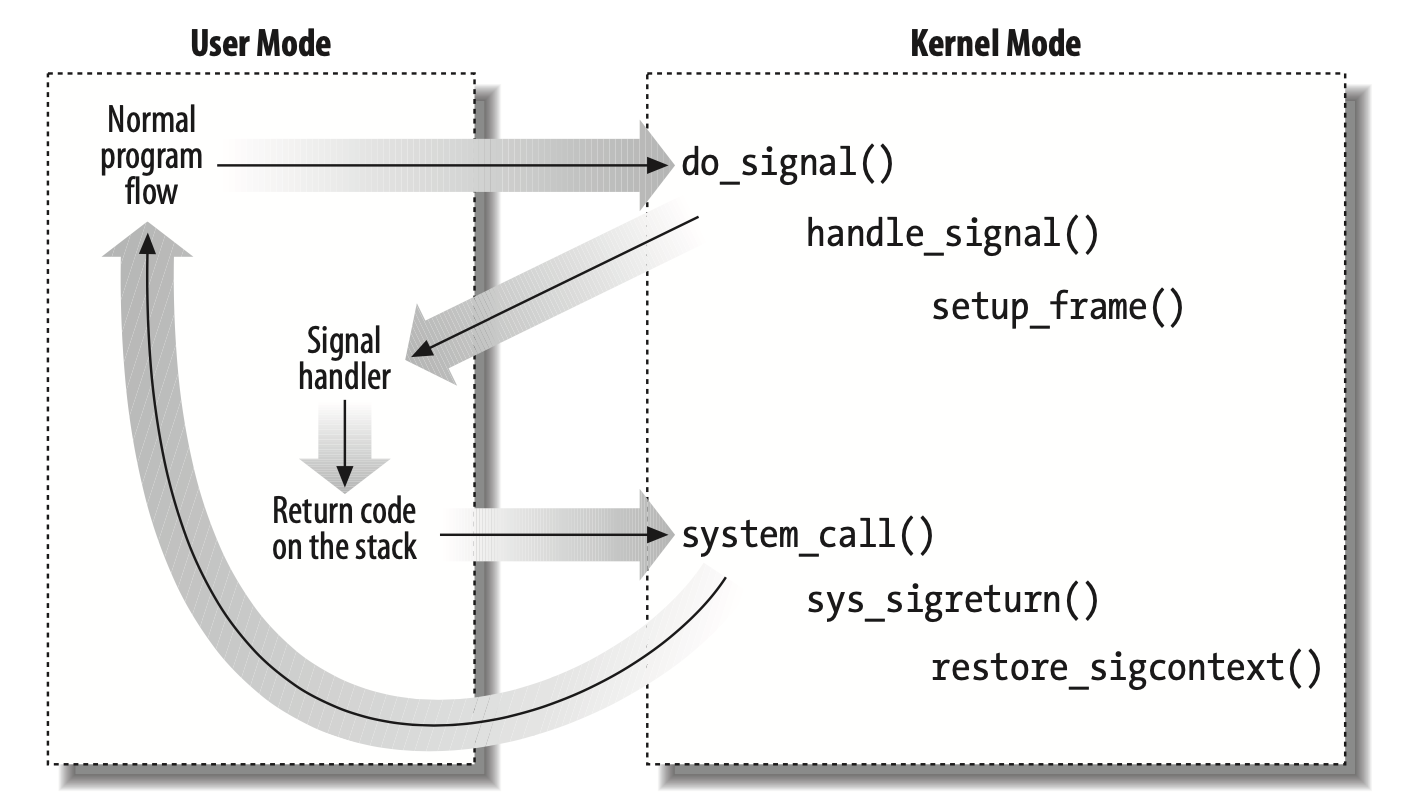 User Mode
Kernel Mode
Normal
program
flow
do_signal()
handle_signal()
setup_frame()
Signal
handler
Return code
on the stack
system_call()
sys_sigreturn()
restore_sigcontext()